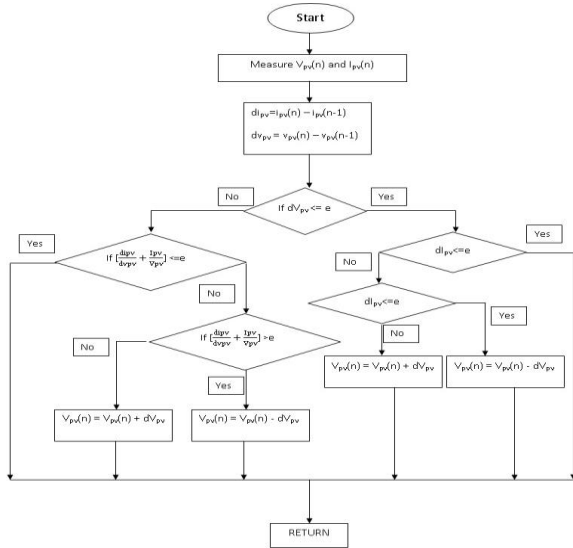 Start
Measure Vpv(n) and Ipv(n)
dipv=ipv(n) – ipv(n-1)
dvpv = vpv(n) – vpv(n-1)
No
If dVpv <= e
Yes
Yes
If [dipv/dvpv + Ipv/Vpv] <=e
dIpv<=e
Yes
No
No
dIpv<=e
No
If [dipv/dvpv + Ipv/Vpv] >e
Yes
No
Yes
Vpv(n) = Vpv(n) + dVpv
Vpv(n) = Vpv(n) - dVpv
Vpv(n) = Vpv(n) + dVpv
Vpv(n) = Vpv(n) - dVpv
RETURN